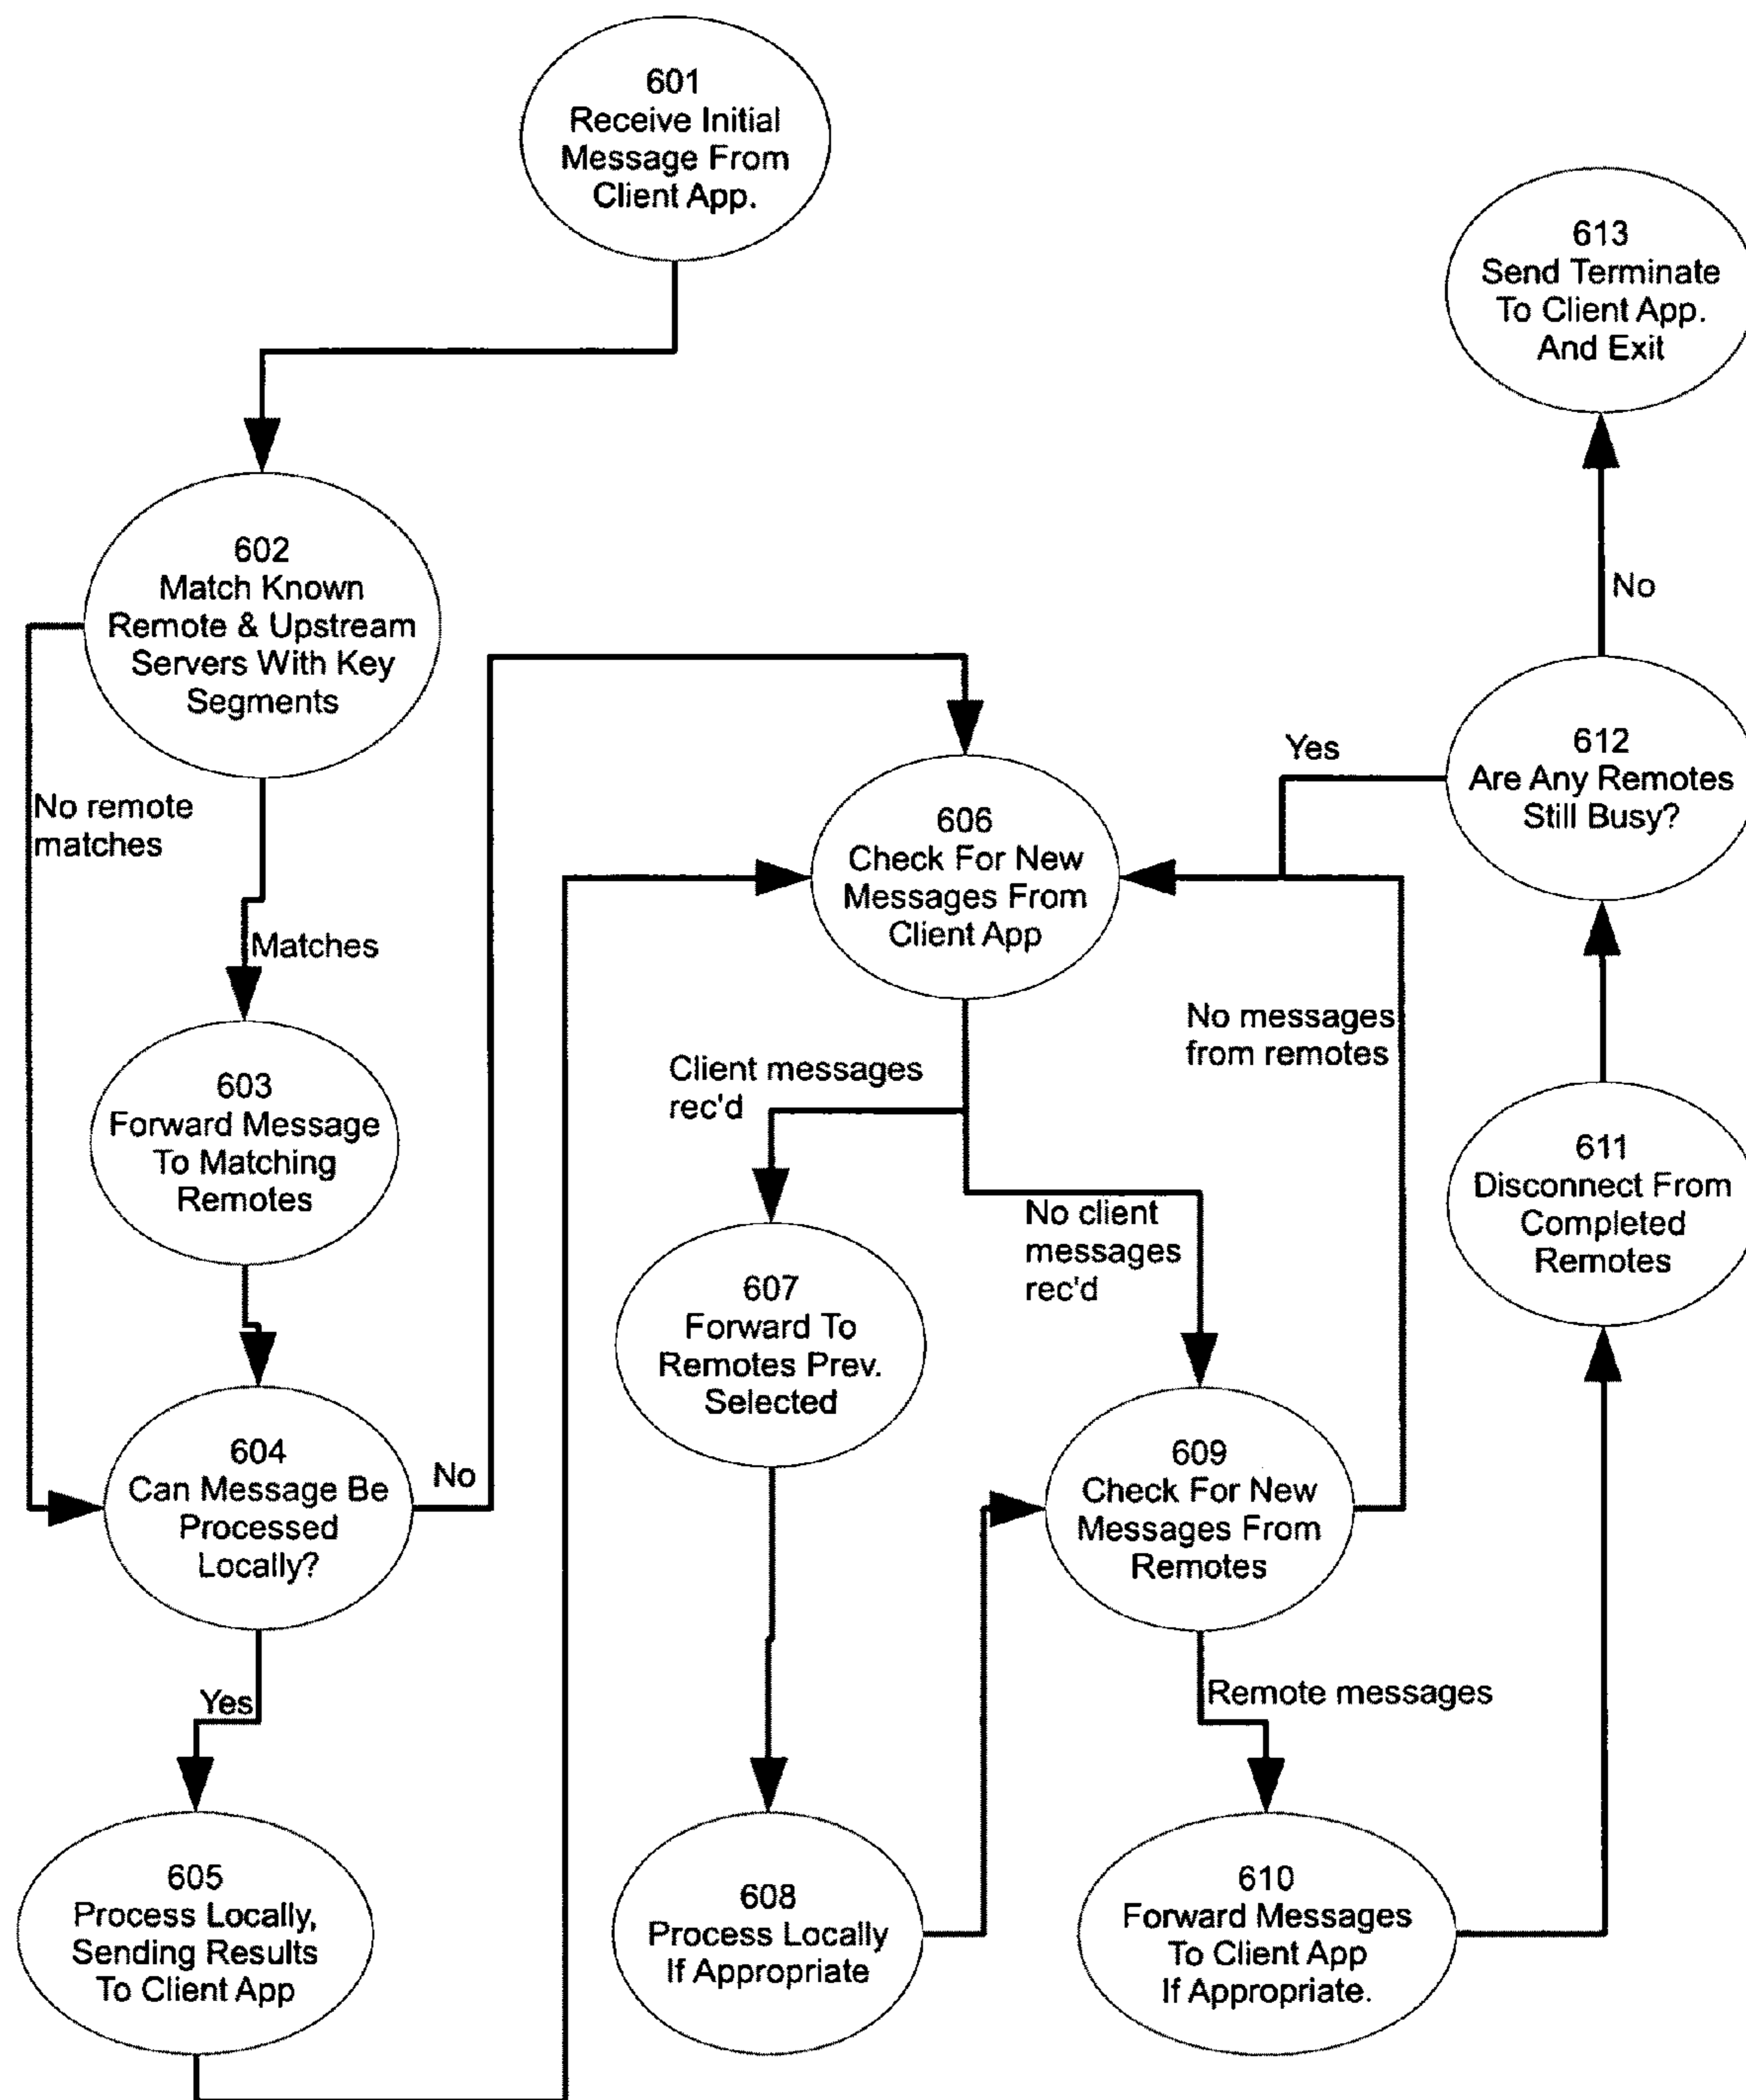 601
Receive Initial
Message From
Client App.
613
Send Terminate
To Client App.
And Exit
No
602
Match Known
Remote & Upstream
Servers With Key
Segments
612
Are Any Remotes
Still Busy?
Yes
No remote
matches
606
Check For New
Messages From
Client App
Matches
No messages
from remotes
Client messages
rec'd
603
Forward Message
To Matching
Remotes
611
Disconnect From
Completed
Remotes
No client
messages
rec'd
607
Forward To
Remotes Prev.
Selected
604
Can Message Be
Processed
Locally?
No
609
Check For New
Messages From
Remotes
Yes
Remote messages
605
Process Locally,
Sending Results
To Client App
608
Process Locally
If Appropriate
610
Forward Messages
To Client App
If Appropriate.